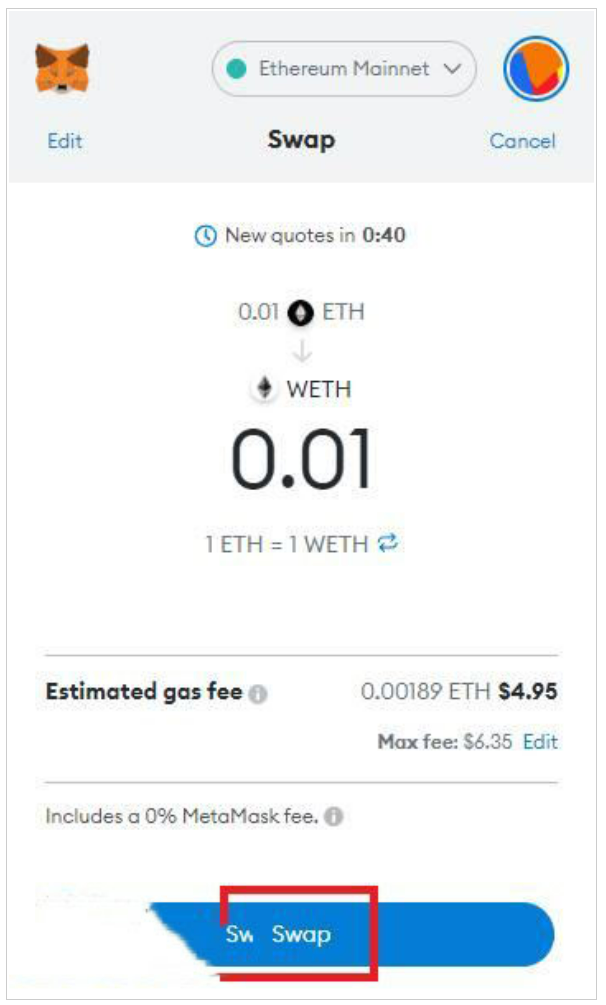 Ethereum Mainnet
Edit Swap Cancel
New quotes in 0:40
0.01 ETH
WETH
0.01
1 ETH = 1 WETH
Estimated gas fee 0.00189 ETH $4.95
Max fee: $6.35 Edit
Includes a 0% MetaMask fee.
Sw Swap